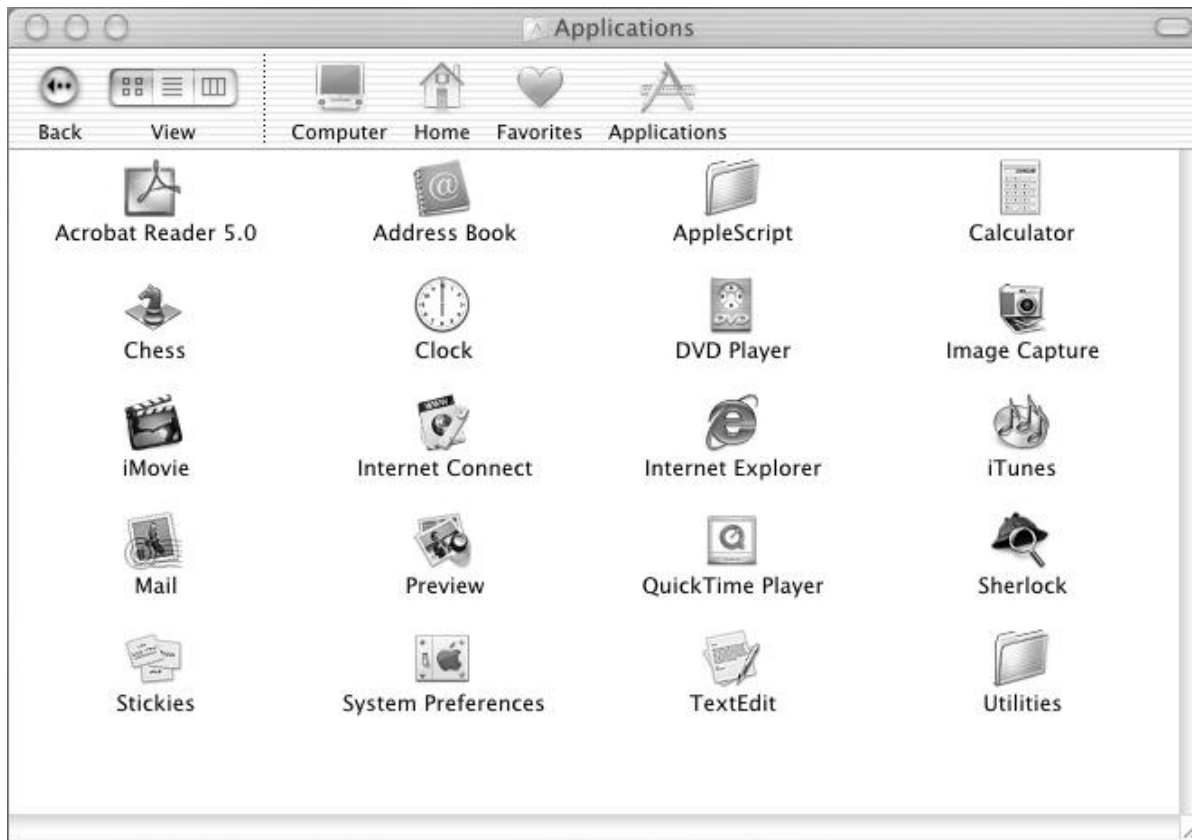 Applications
Back View Computer Home Favorites Applications
Acrobat Reader 5.0 Address Book AppleScript Calculator
Chess Clock DVD Player Image Capture
iMovie Internet Connect Internet Explorer iTunes
Mail Preview QuickTime Player Sherlock
Stickies System Preferences TextEdit Utilities